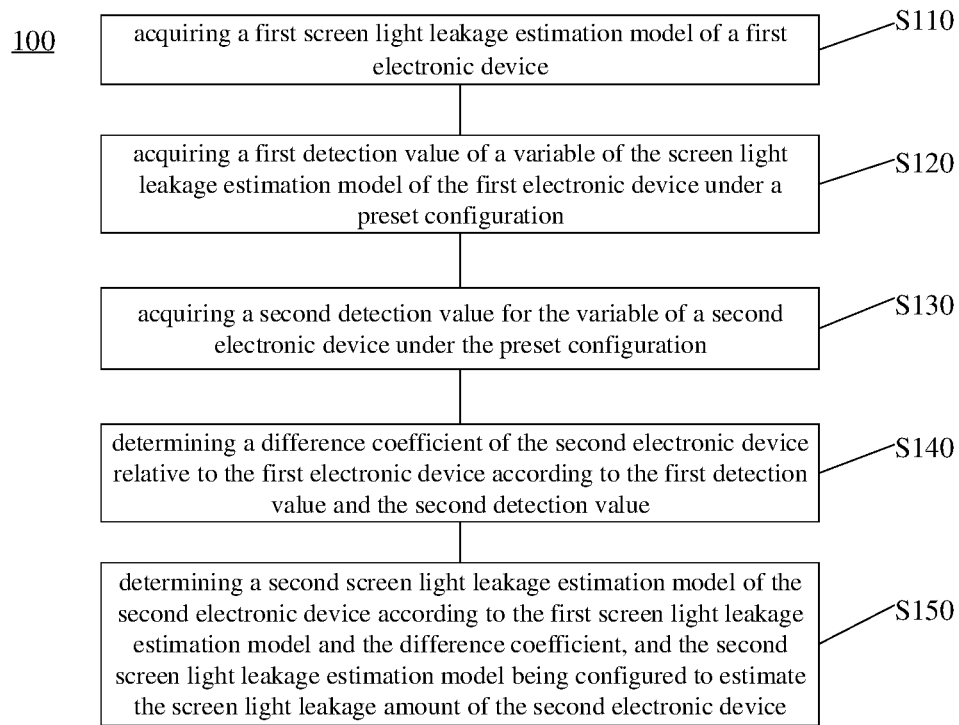 100
acquiring a first screen light leakage estimation model of a first
electronic device
S110
acquiring a first detection value of a variable of the screen light
leakage estimation model of the first electronic device under a
preset configuration
S120
acquiring a second detection value for the variable of a second
electronic device under the preset configuration
S130
determining a difference coefficient of the second electronic device
relative to the first electronic device according to the first detection
value and the second detection value
S140
determining a second screen light leakage estimation model of the
second electronic device according to the first screen light leakage
estimation model and the difference coefficient, and the second
screen light leakage estimation model being configured to estimate
the screen light leakage amount of the second electronic device
S150